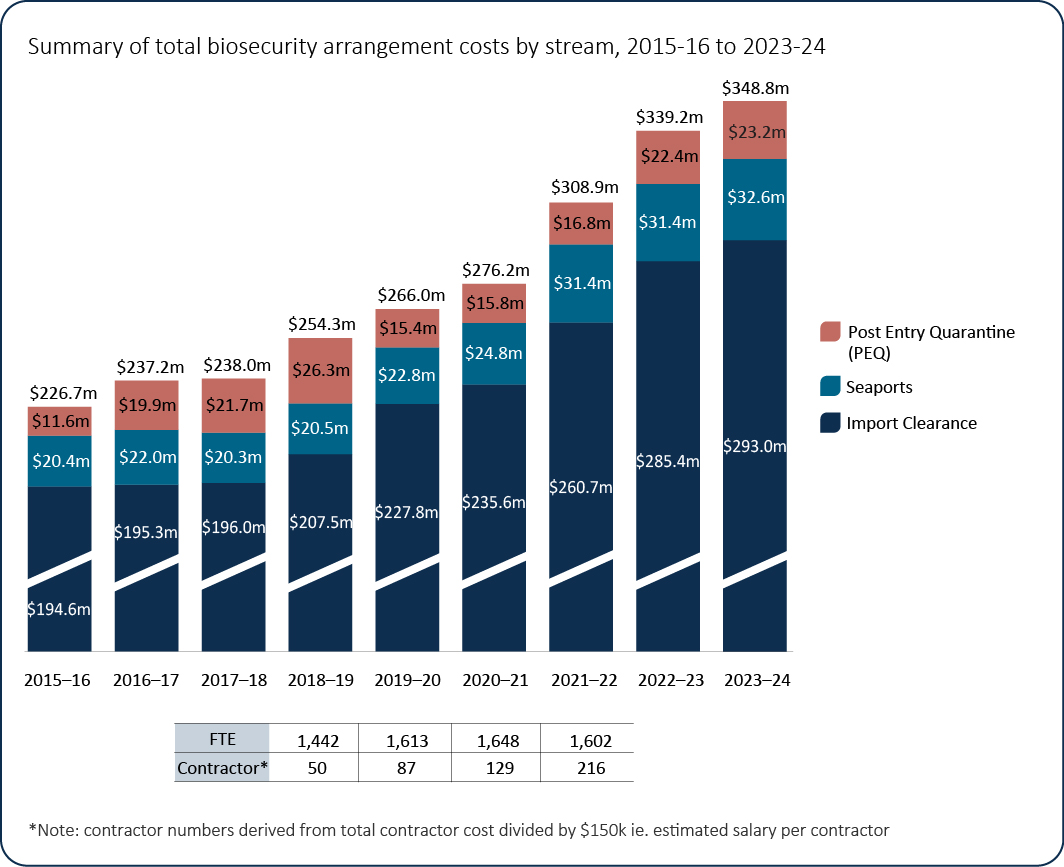 Summary of total biosecurity arrangement costs by stream, 2015-16 to 2023-24
$348.8m
$339.2m
$23.2m
$22.4m
$308.9m
$32.6m
$16.8m
$31.4m
$276.2m
$31.4m
$266.0m
$15.8m
$254.3m
$15.4m
$24.8m
$237.2m
$238.0m
$26.3m
$22.8m
$226.7m
$19.9m
$21.7m
$11.6m
$20.5m
$20.4m
$22.0m
$20.3m
Post Entry Quarantine
(PEQ)
Seaports
Import Clearance
$293.0m
$285.4m
$260.7m
$235.6m
$227.8m
$207.5m
$196.0m
$195.3m
$194.6m
2015–16 2016–17 2017–18 2018–19 2019–20 2020–21 2021–22 2022–23 2023–24
FTE 1,442 1,613 1,648 1,602
Contractor* 50 87 129 216
*Note: contractor numbers derived from total contractor cost divided by $150k ie. estimated salary per contractor